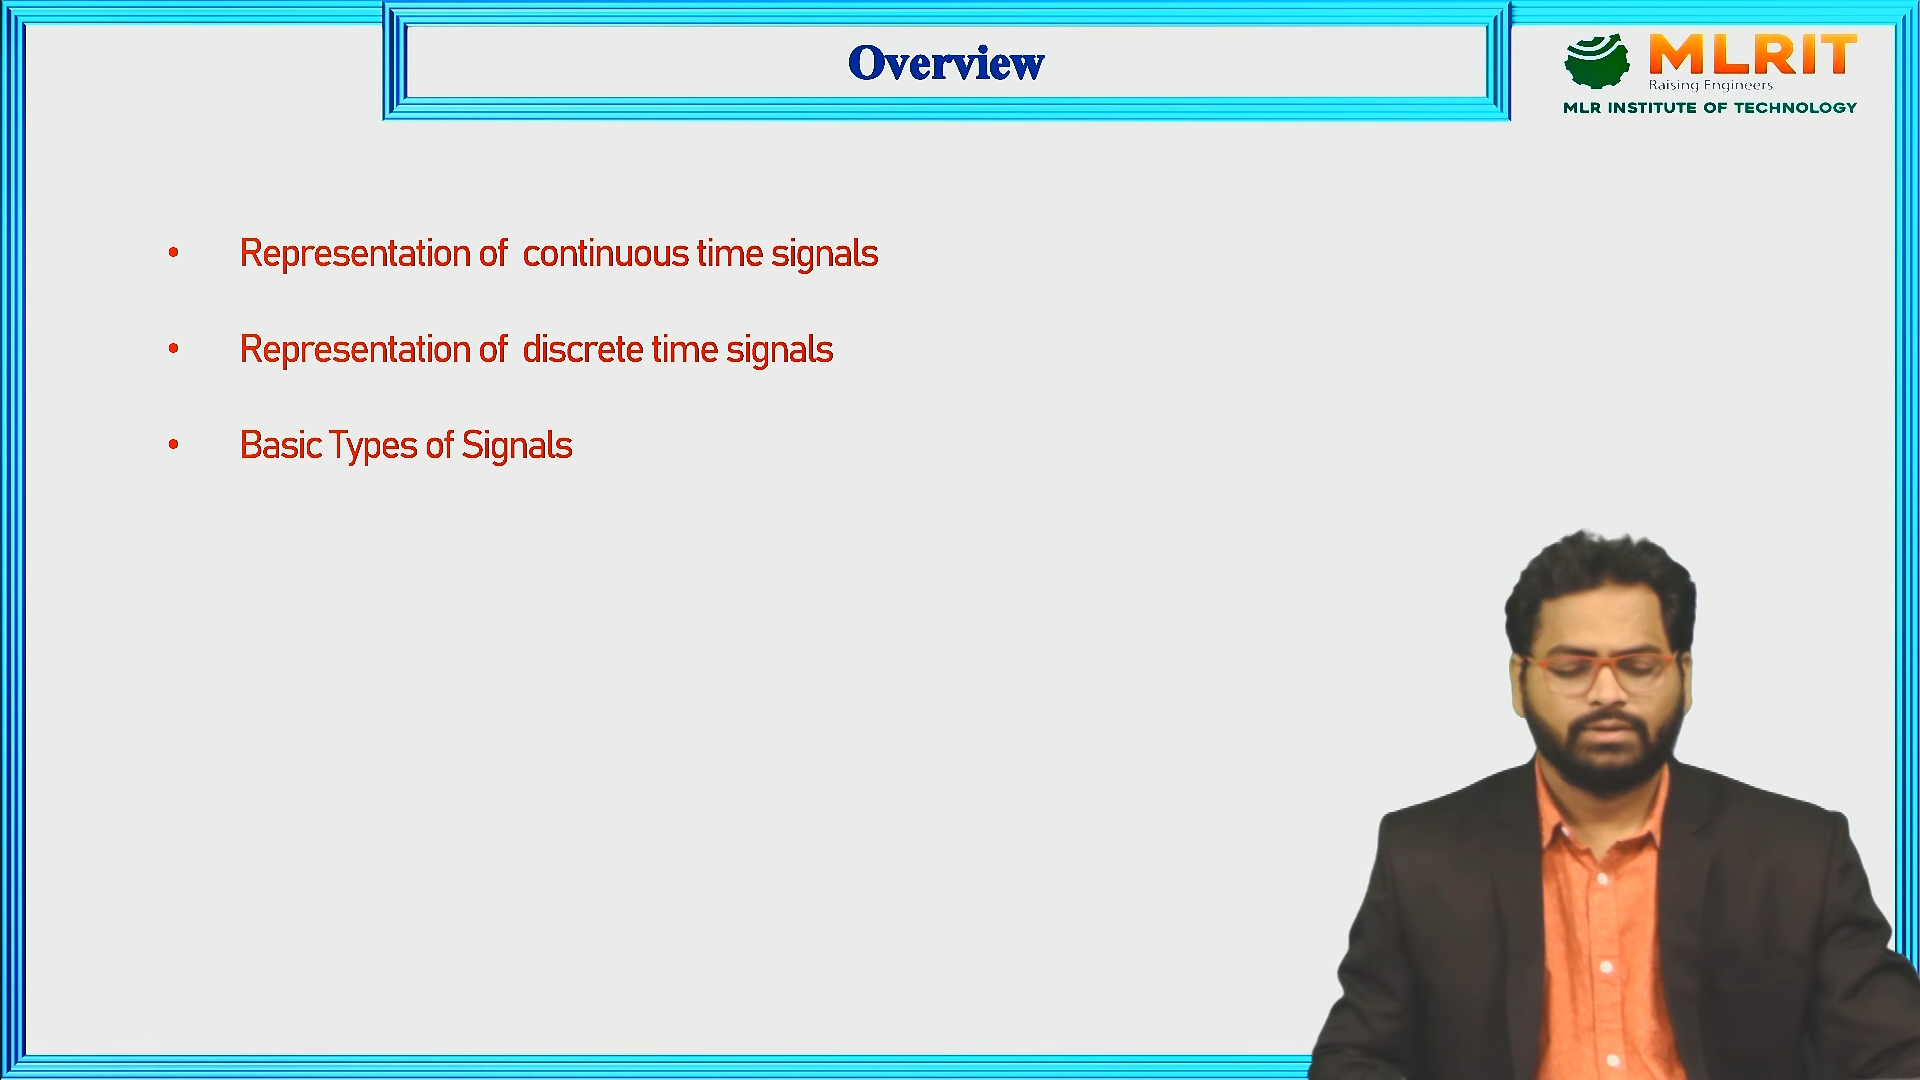 Overview
MLRIT
Raising Engineers
MLR INSTITUTE OF TECHNOLOGY
• Representation of continuous time signals
• Representation of discrete time signals
• Basic Types of Signals